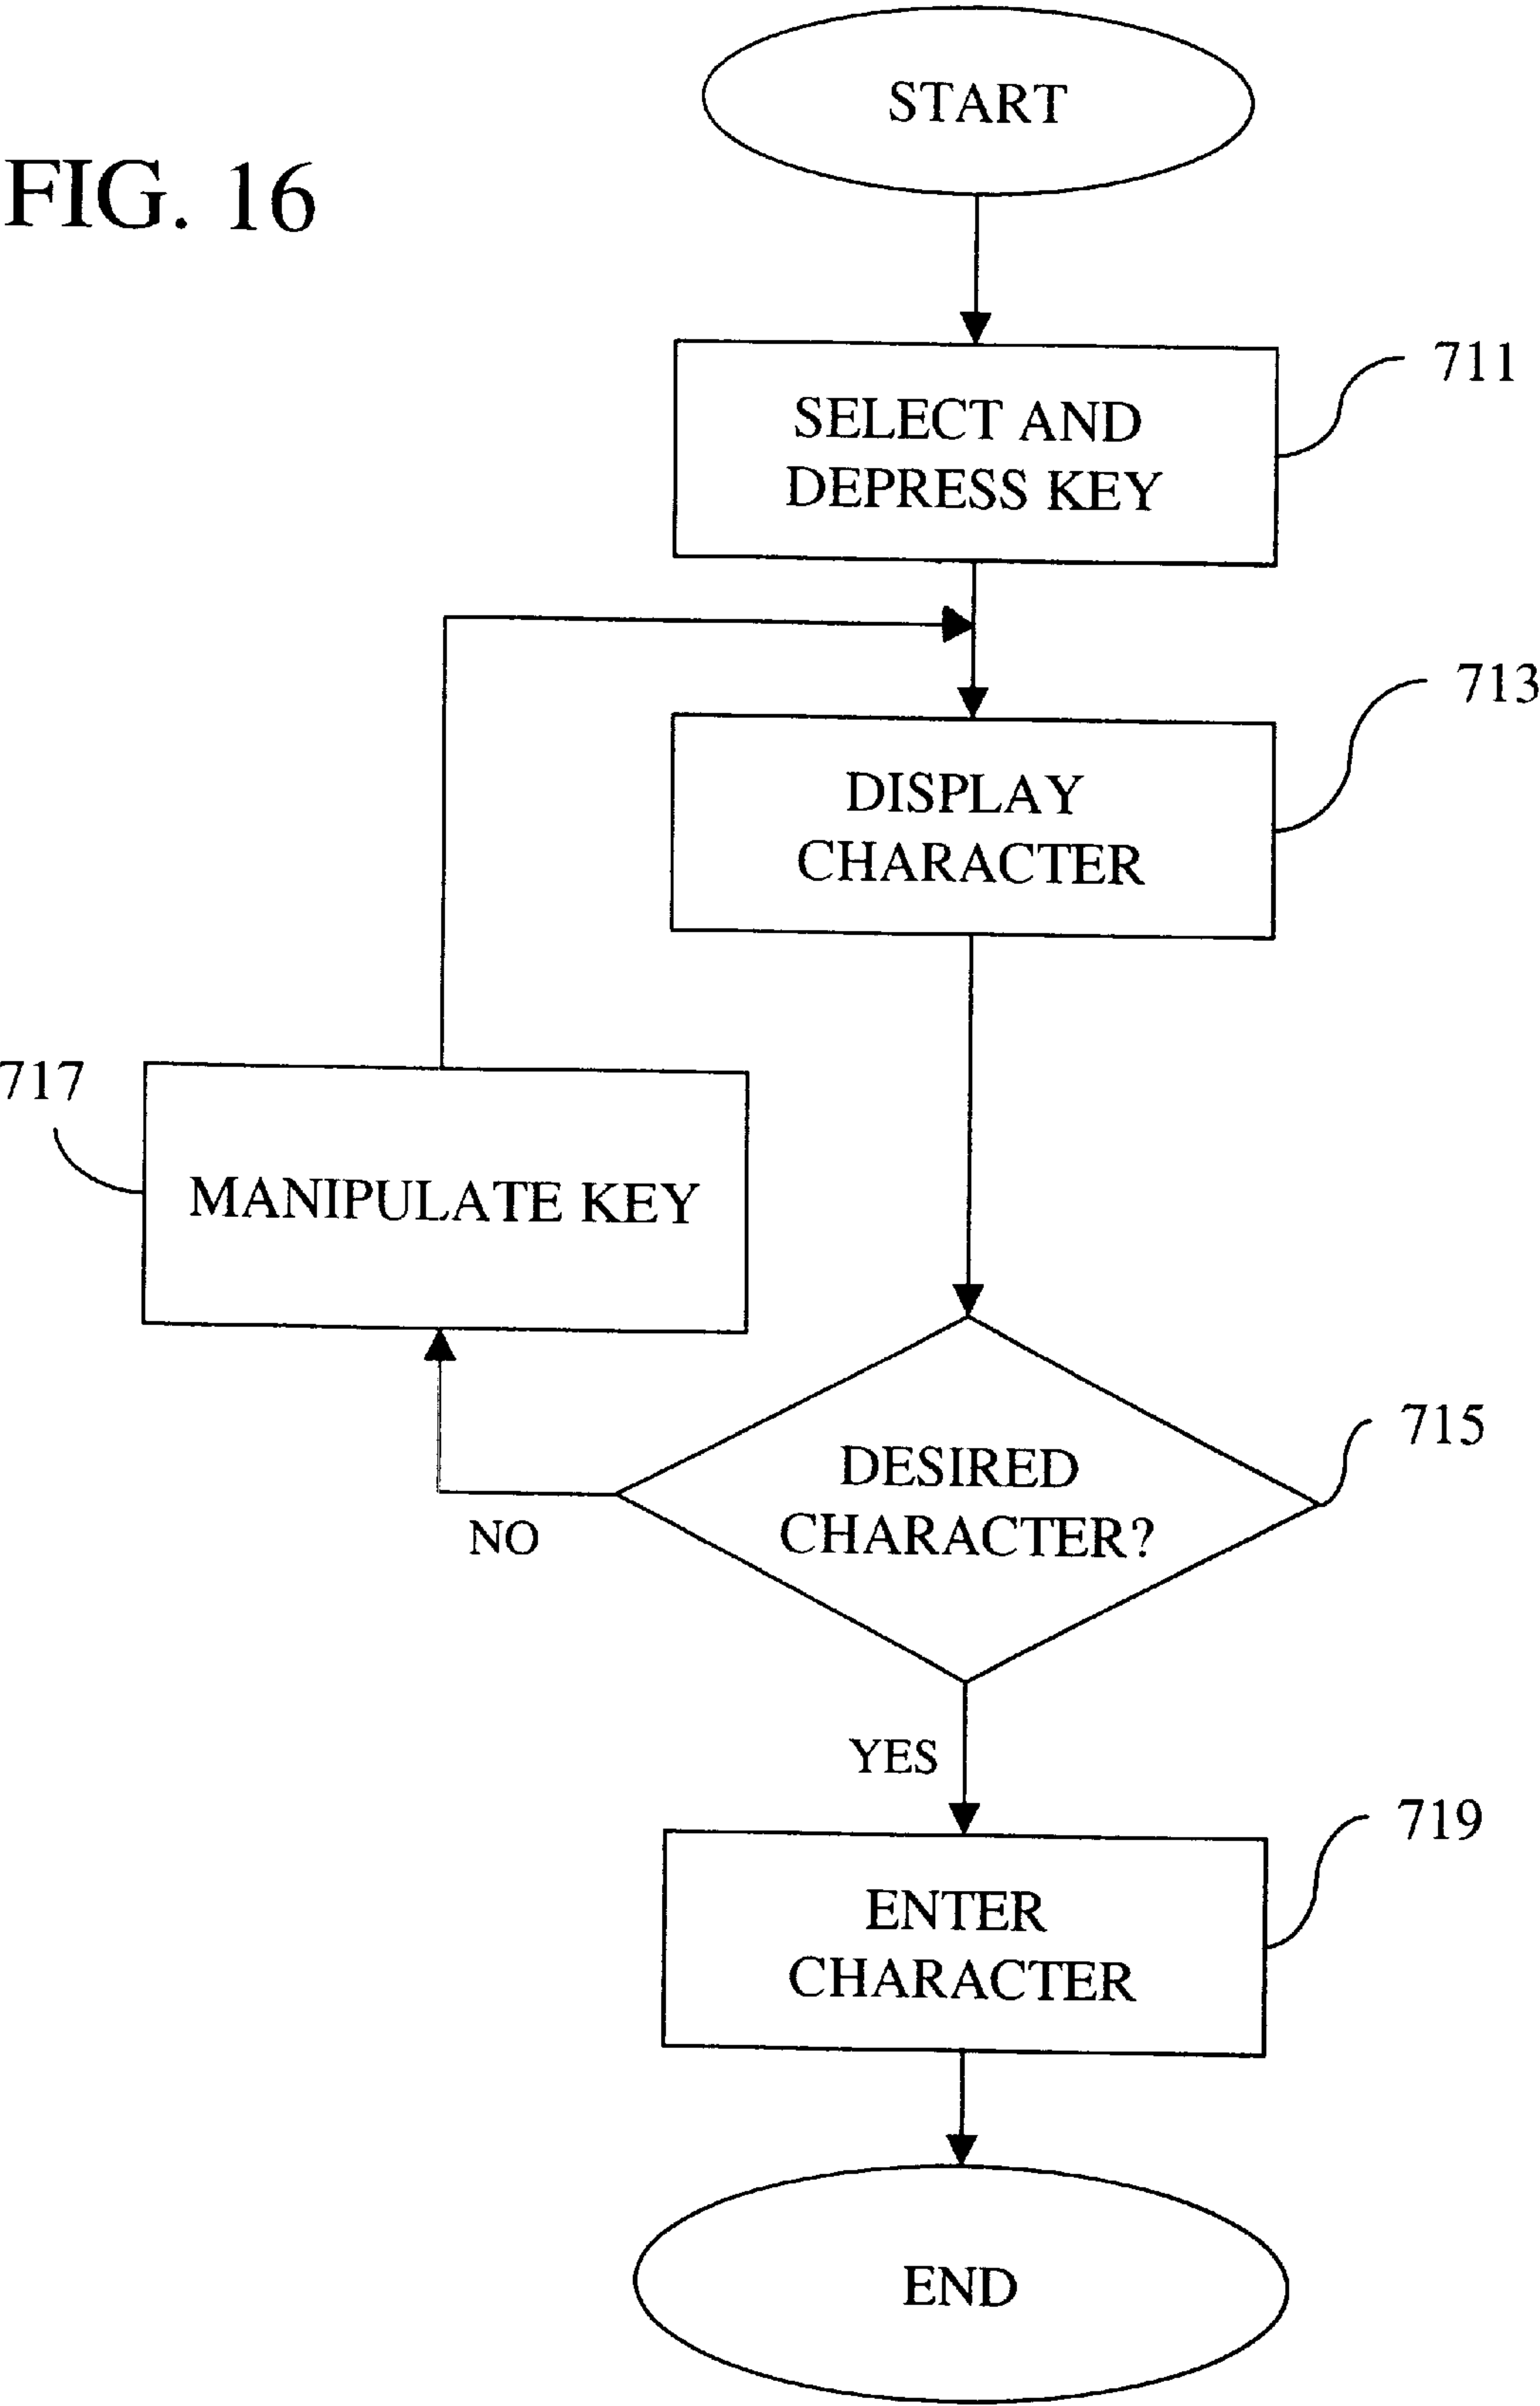 START
FIG. 16
711
SELECT AND
DEPRESS KEY
713
DISPLAY
CHARACTER
717
MANIPULATE KEY
715
DESIRED
CHARACTER?
NO
YES
719
ENTER
CHARACTER
END